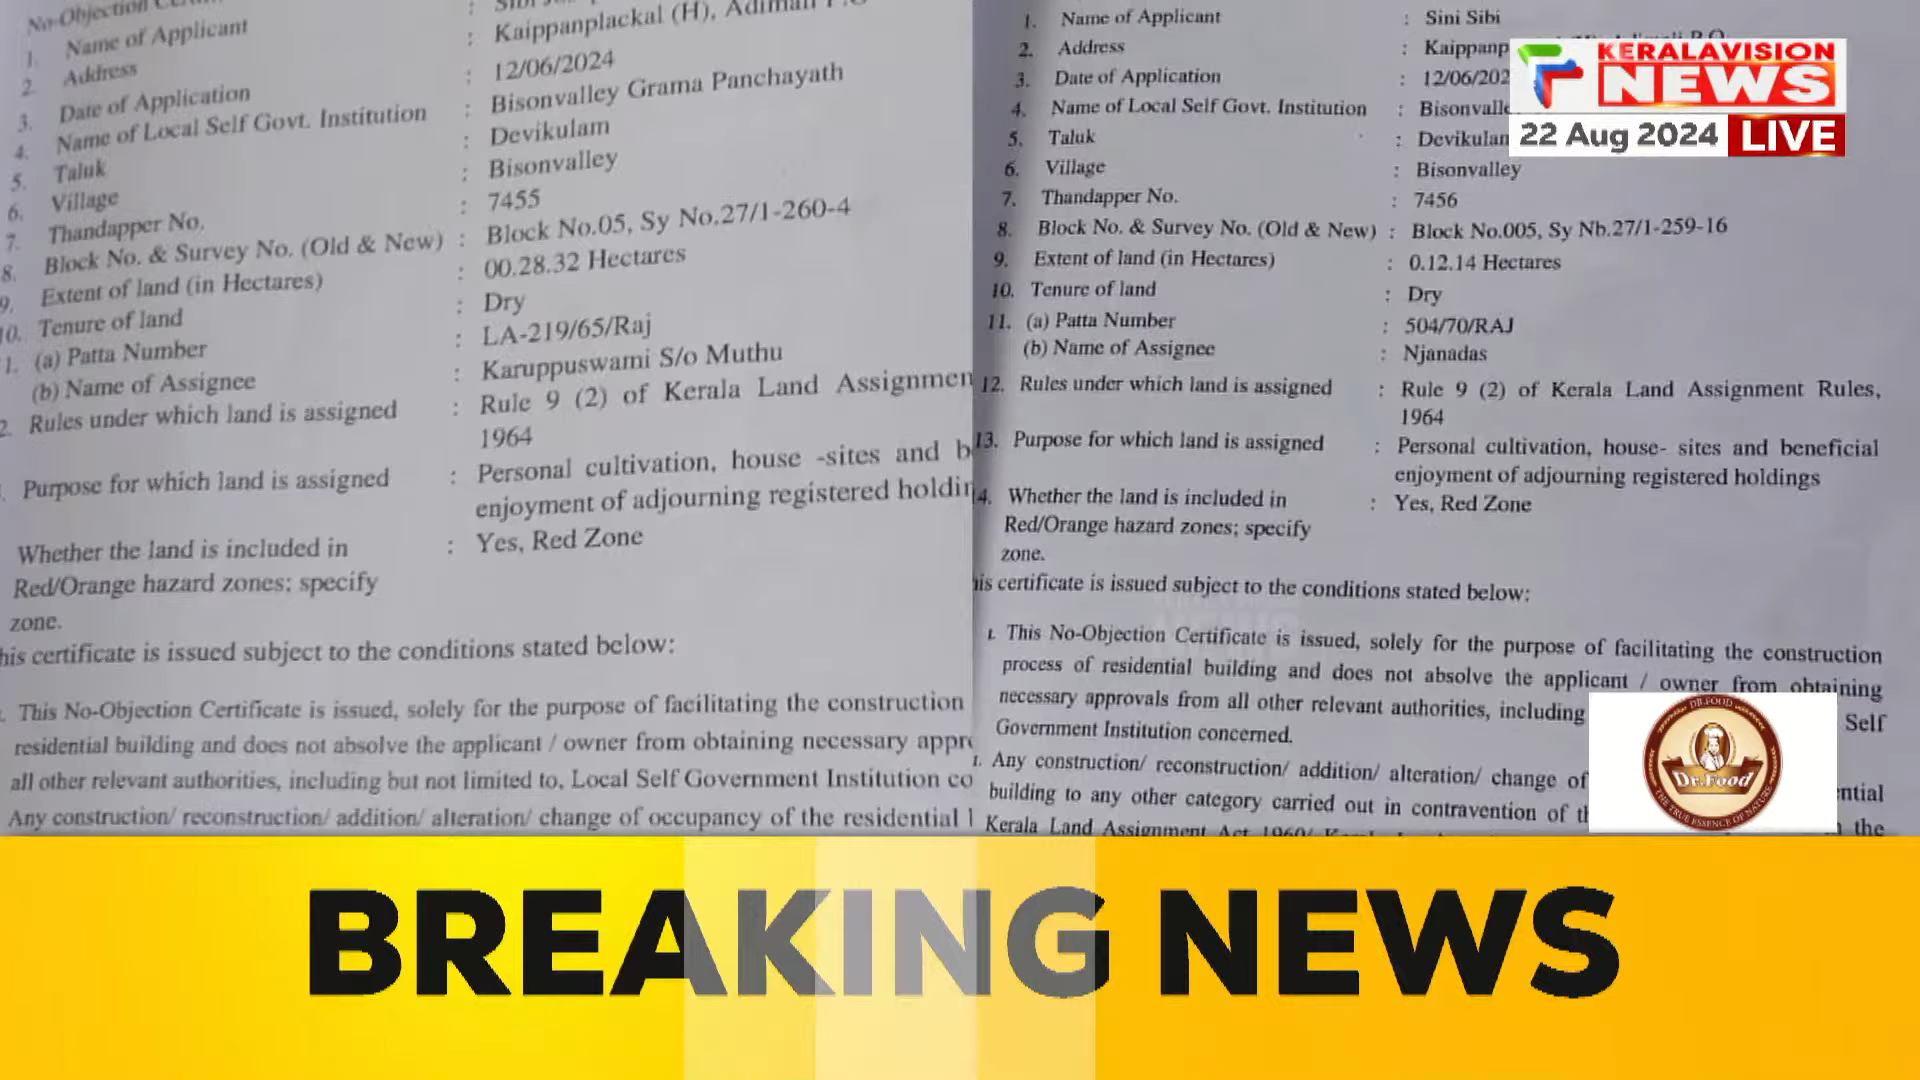 No-Objection
1. Name of Applicant :
2. Address : Kaippanplackal (H), Adimali P.O
3. Date of Application : 12/06/2024
4. Name of Local Self Govt. Institution : Bisonvalley Grama Panchayath
5. Taluk : Devikulam
6. Village : Bisonvalley
7. Thandapper No. : 7455
8. Block No. & Survey No. (Old & New) : Block No.05, Sy No.27/1-260-4
9. Extent of land (in Hectares) : 00.28.32 Hectares
10. Tenure of land : Dry
1. (a) Patta Number : LA-219/65/Raj
(b) Name of Assignee : Karuppuswami S/o Muthu
2. Rules under which land is assigned : Rule 9 (2) of Kerala Land Assignmen
1964
Purpose for which land is assigned : Personal cultivation, house -sites and b
enjoyment of adjourning registered holdin
Whether the land is included in : Yes, Red Zone
Red/Orange hazard zones; specify
zone.
his certificate is issued subject to the conditions stated below:
This No-Objection Certificate is issued, solely for the purpose of facilitating the construction
residential building and does not absolve the applicant / owner from obtaining necessary appr
all other relevant authorities, including but not limited to, Local Self Government Institution co
Any construction/ reconstruction/ addition/ alteration/ change of occupancy of the residential
1. Name of Applicant : Sini Sibi
2. Address : Kaippanp
3. Date of Application : 12/06/202
4. Name of Local Self Govt. Institution : Bisonvalle
5. Taluk : Devikulan
6. Village : Bisonvalley
7. Thandapper No. : 7456
8. Block No. & Survey No. (Old & New) : Block No.005, Sy Nb.27/1-259-16
9. Extent of land (in Hectares) : 0.12.14 Hectares
10. Tenure of land : Dry
11. (a) Patta Number : 504/70/RAJ
(b) Name of Assignee : Njanadas
12. Rules under which land is assigned : Rule 9 (2) of Kerala Land Assignment Rules,
1964
13. Purpose for which land is assigned : Personal cultivation, house- sites and beneficial
enjoyment of adjourning registered holdings
4. Whether the land is included in : Yes, Red Zone
Red/Orange hazard zones; specify
zone.
his certificate is issued subject to the conditions stated below:
i. This No-Objection Certificate is issued, solely for the purpose of facilitating the construction
process of residential building and does not absolve the applicant / owner from obtaining
necessary approvals from all other relevant authorities, including Self
Government Institution concerned.
Any construction/ reconstruction/ addition/ alteration/ change of ntial
building to any other category carried out in contravention of the
Kerala Land Assignment Act 1960/
KERALAVISION
NEWS
22 Aug 2024 LIVE
DR.FOOD
Dr.Food
THE TRUE ESSENCE OF NATURE
BREAKING NEWS